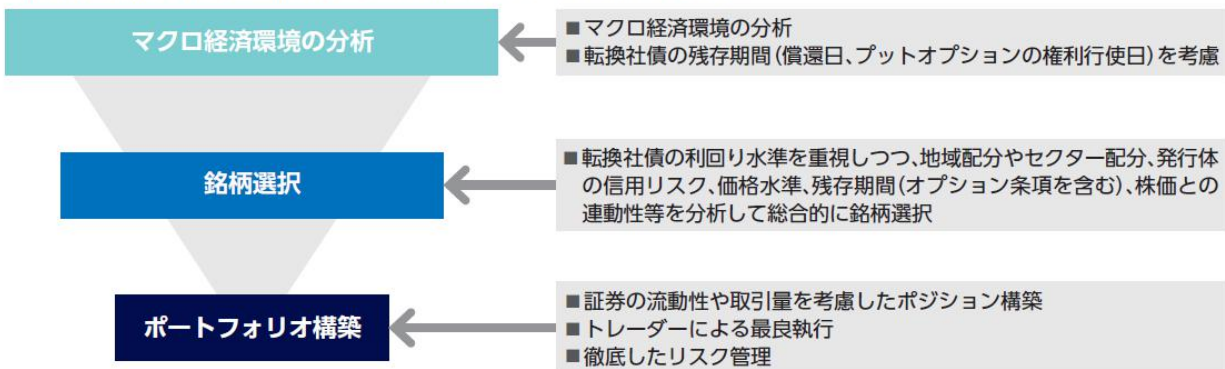 マクロ経済環境の分析
■マクロ経済環境の分析
■転換社債の残存期間(償還日、プットオプションの権利行使日)を考慮
銘柄選択
■転換社債の利回り水準を重視しつつ、地域配分やセクター配分、発行体
の信用リスク、価格水準、残存期間(オプション条項を含む)、株価との
連動性等を分析して総合的に銘柄選択
ポートフォリオ構築
■証券の流動性や取引量を考慮したポジション構築
■トレーダーによる最良執行
■徹底したリスク管理